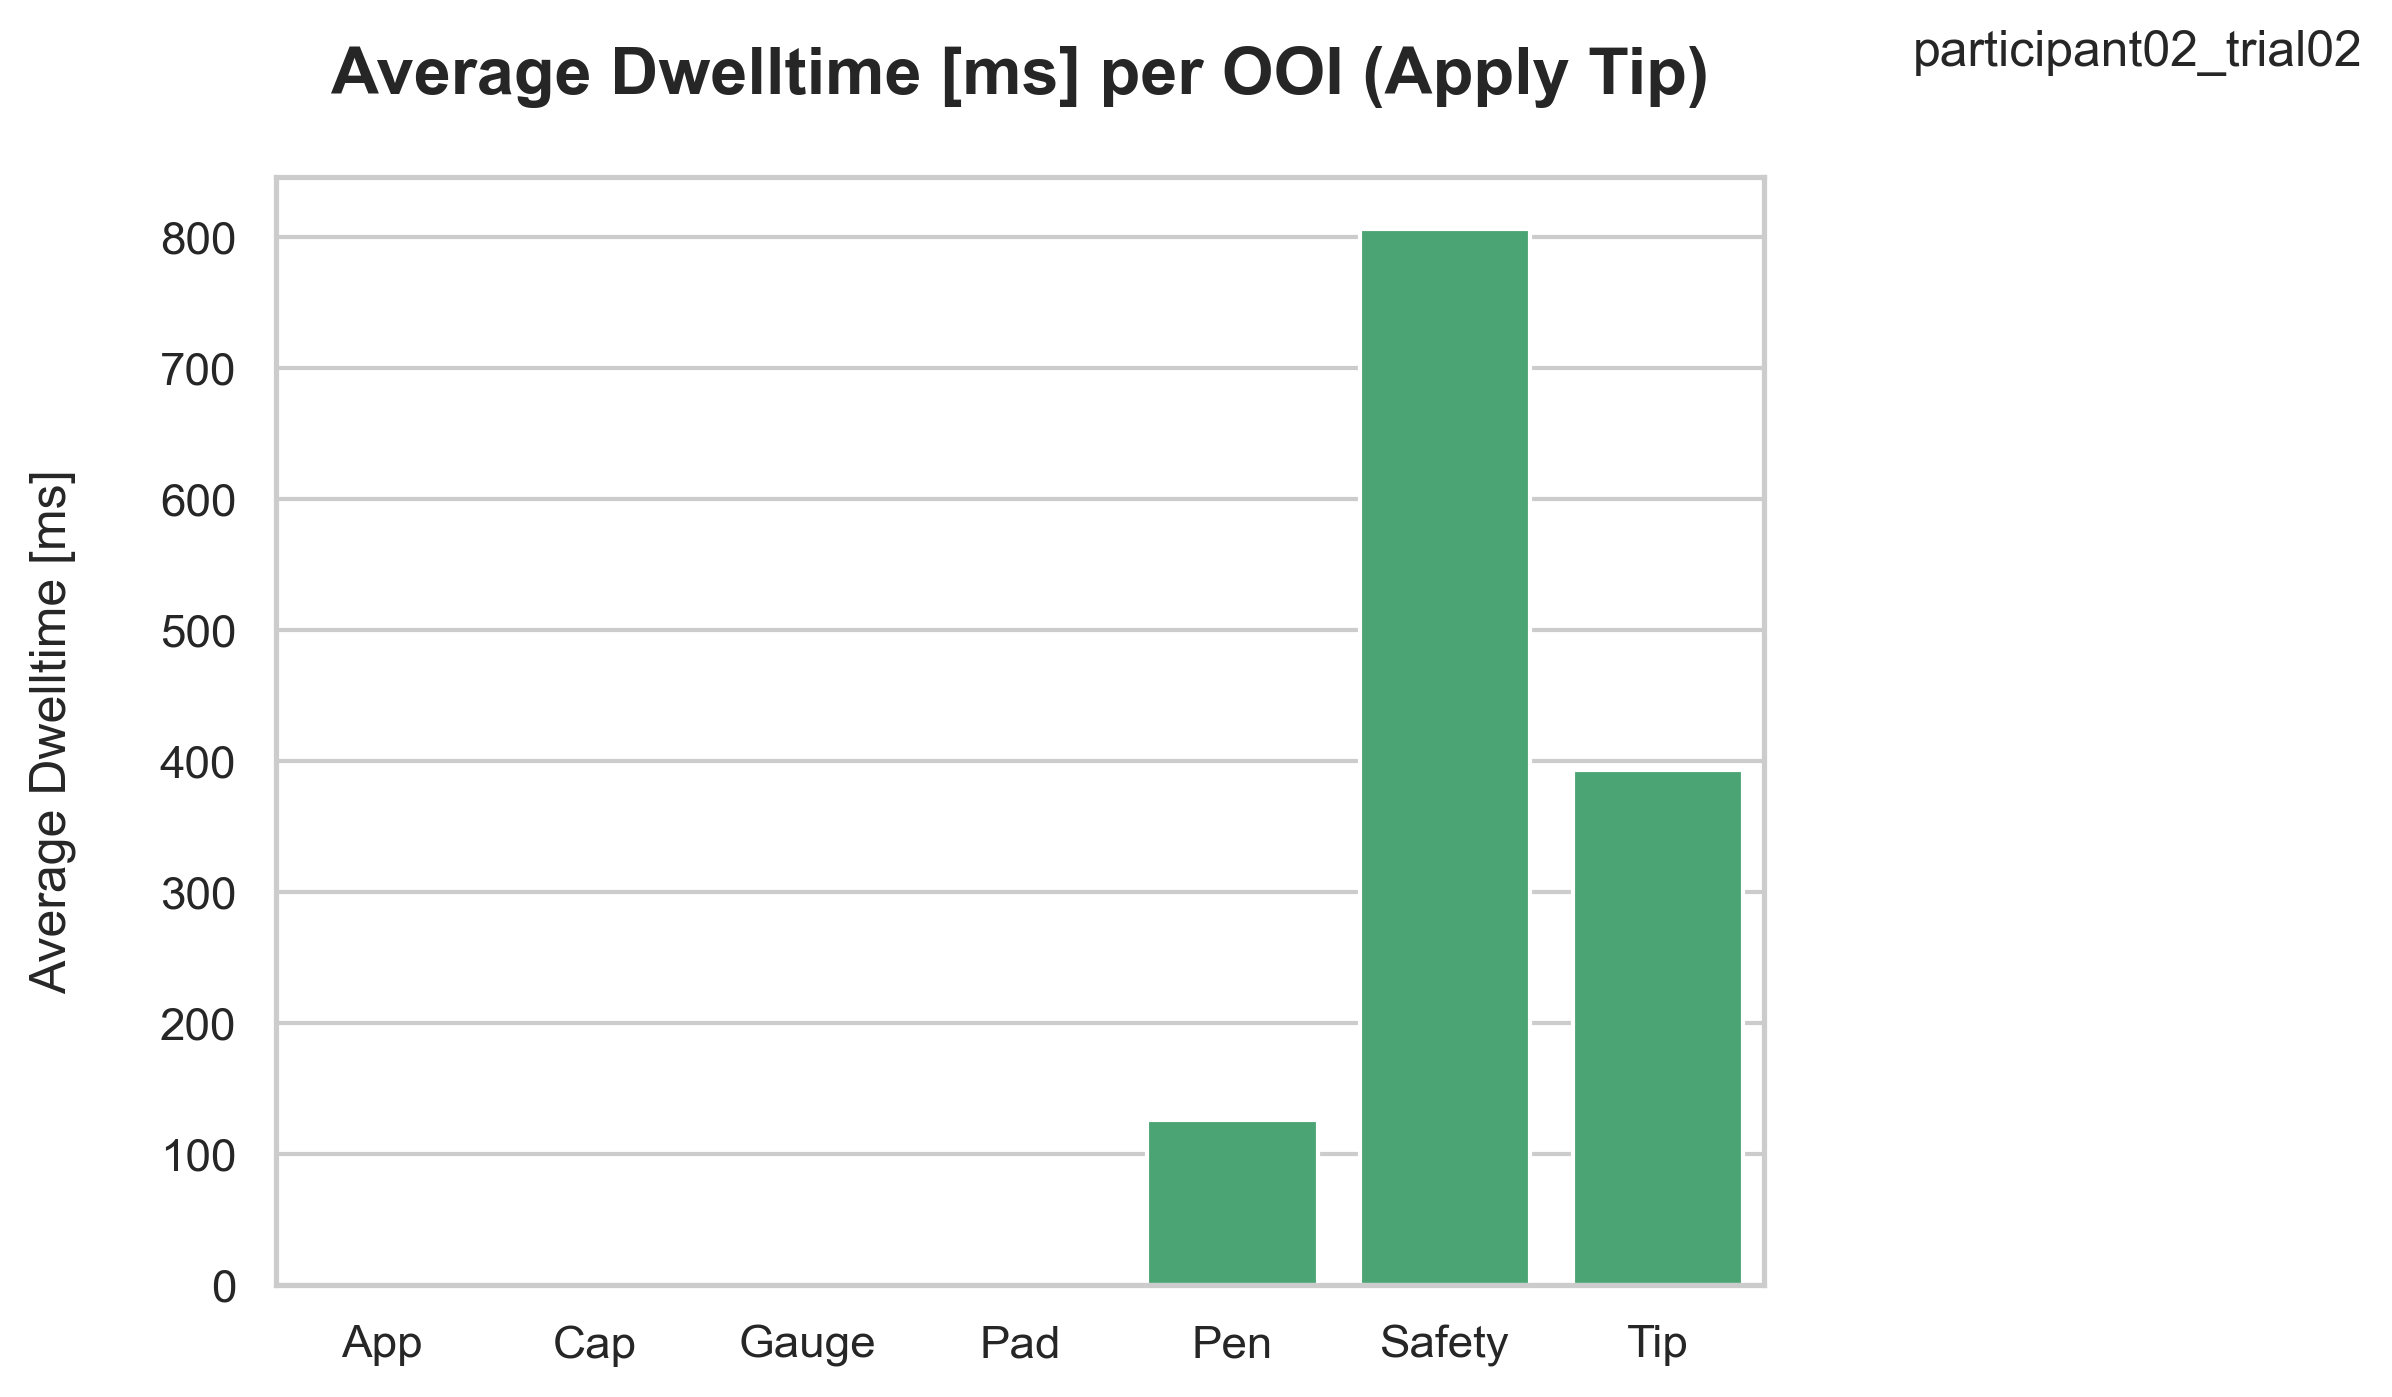 Average Dwelltime [ms] per OOI (Apply Tip)
participant02_trial02
Average Dwelltime [ms]
800
700
600
500
400
300
200
100
0
App Cap Gauge Pad Pen Safety Tip